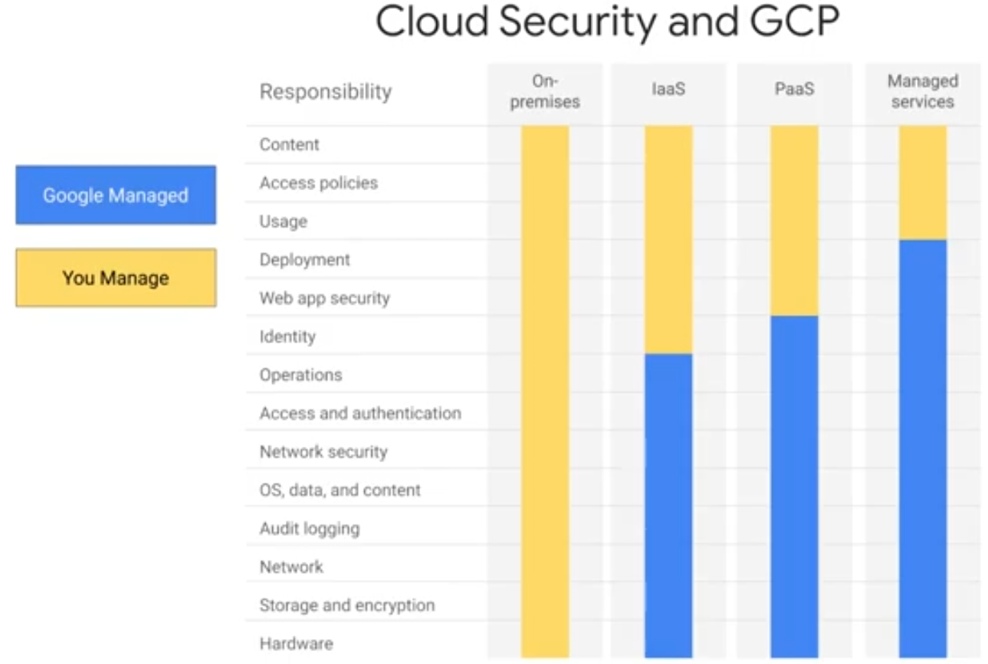 Cloud Security and GCP
Responsibility
On-
premises
IaaS
PaaS
Managed
services
Content
Access policies
Usage
Deployment
Web app security
Identity
Operations
Access and authentication
Network security
OS, data, and content
Audit logging
Network
Storage and encryption
Hardware
Google Managed
You Manage